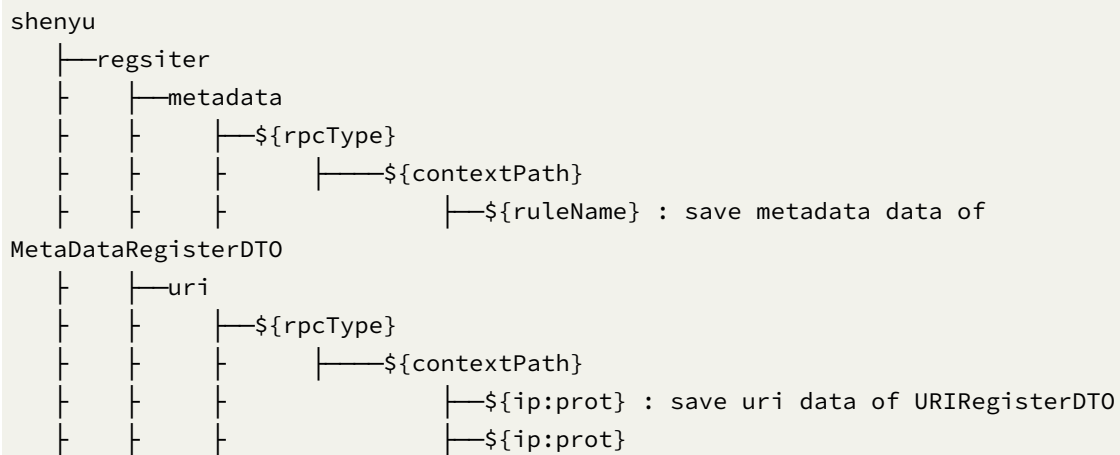 shenyu
   ├──regsiter
   ├    ├──metadata
   ├    ├     ├──${rpcType}
   ├    ├     ├      ├────${contextPath}
   ├    ├     ├               ├──${ruleName} : save metadata data of
MetaDataRegisterDTO
   ├    ├──uri
   ├    ├     ├──${rpcType}
   ├    ├     ├      ├────${contextPath}
   ├    ├     ├               ├──${ip:prot} : save uri data of URIRegisterDTO
   ├    ├     ├               ├──${ip:prot}